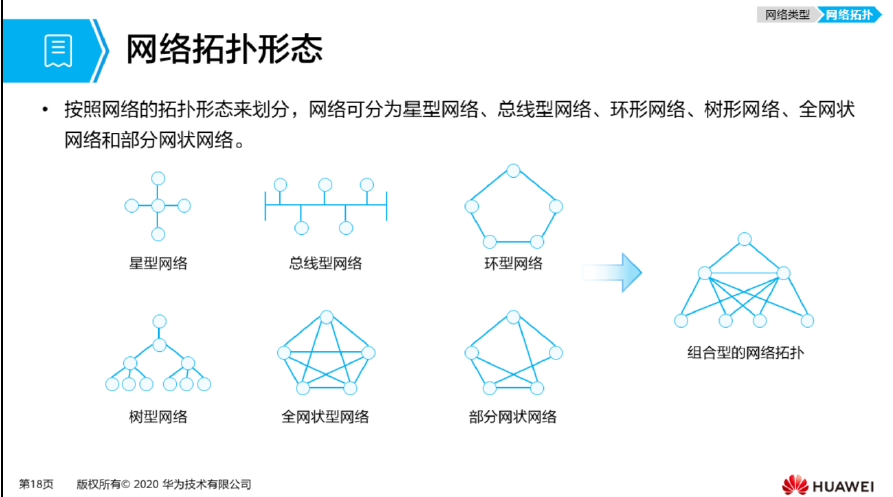 网络类型 网络拓扑
网络拓扑形态
• 按照网络的拓扑形态来划分，网络可分为星型网络、总线型网络、环形网络、树形网络、全网状
网络和部分网状网络。
星型网络 总线型网络 环型网络
组合型的网络拓扑
树型网络 全网状型网络 部分网状网络
第18页 版权所有© 2020 华为技术有限公司
HUAWEI